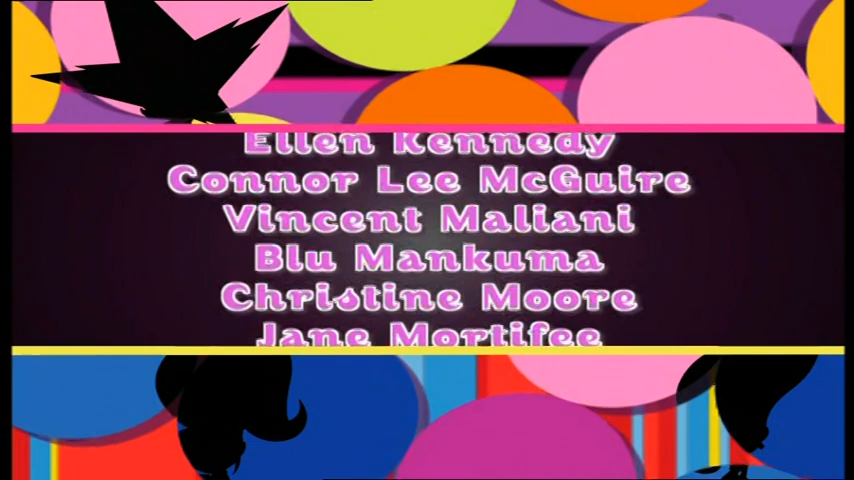 Ellen Kennedy
Connor Lee McGuire
Vincent Maliani
Blu Mankuma
Christine Moore
Jane Mortifee